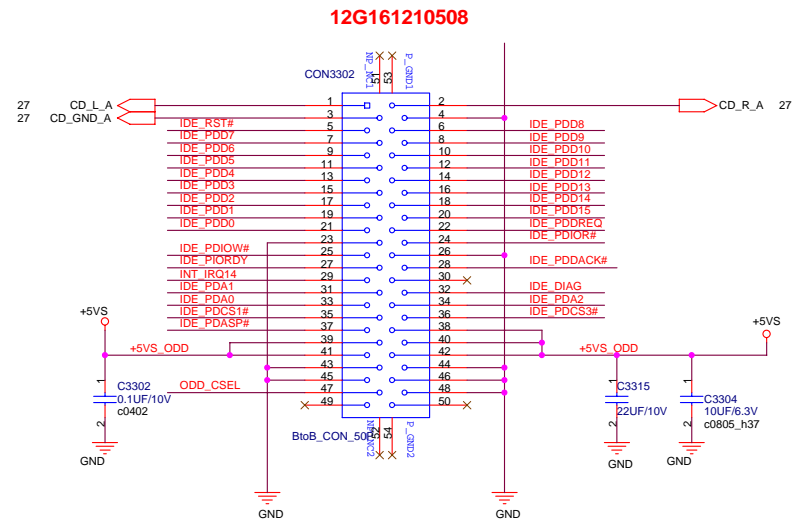 12G161210508
NP_NC1
P_GND1
51
53
CON3302
27 CD_L_A 1 2 CD_R_A 27
27 CD_GND_A 3 4
IDE_RST# 5 6 IDE_PDD8
IDE_PDD7 7 8 IDE_PDD9
IDE_PDD6 9 10 IDE_PDD10
IDE_PDD5 11 12 IDE_PDD11
IDE_PDD4 13 14 IDE_PDD12
IDE_PDD3 15 16 IDE_PDD13
IDE_PDD2 17 18 IDE_PDD14
IDE_PDD1 19 20 IDE_PDD15
IDE_PDD0 21 22 IDE_PDDREQ
23 24 IDE_PDIOR#
IDE_PDIOW# 25 26
IDE_PIORDY 27 28 IDE_PDDACK#
INT_IRQ14 29 30
IDE_PDA1 31 32 IDE_DIAG
IDE_PDA0 33 34 IDE_PDA2
IDE_PDCS1# 35 36 IDE_PDCS3#
IDE_PDASP# 37 38
+5VS +5VS
39 40
+5VS_ODD 41 42 +5VS_ODD
43 44
45 46
ODD_CSEL 47 48
49 50
1 C3302 0.1UF/10V c0402 2
1 C3315 22UF/10V 2
1 C3304 10UF/6.3V c0805_h37 2
52
54
P_GND2
GND
GND
GND
GND
GND